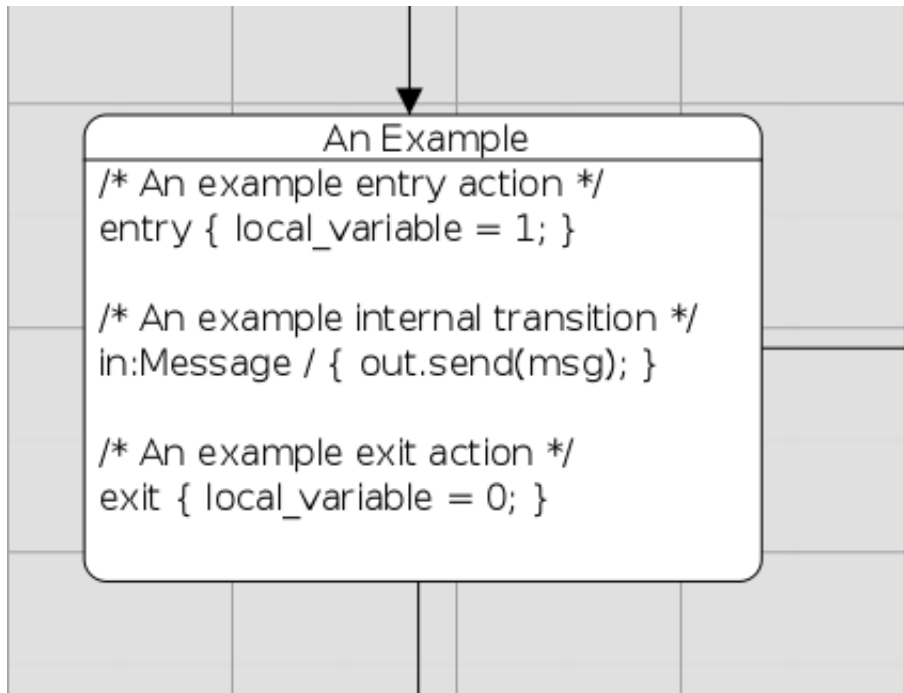 An Example
/* An example entry action */
entry { local_variable = 1; }
/* An example internal transition */
in:Message / { out.send(msg); }
/* An example exit action */
exit { local_variable = 0; }